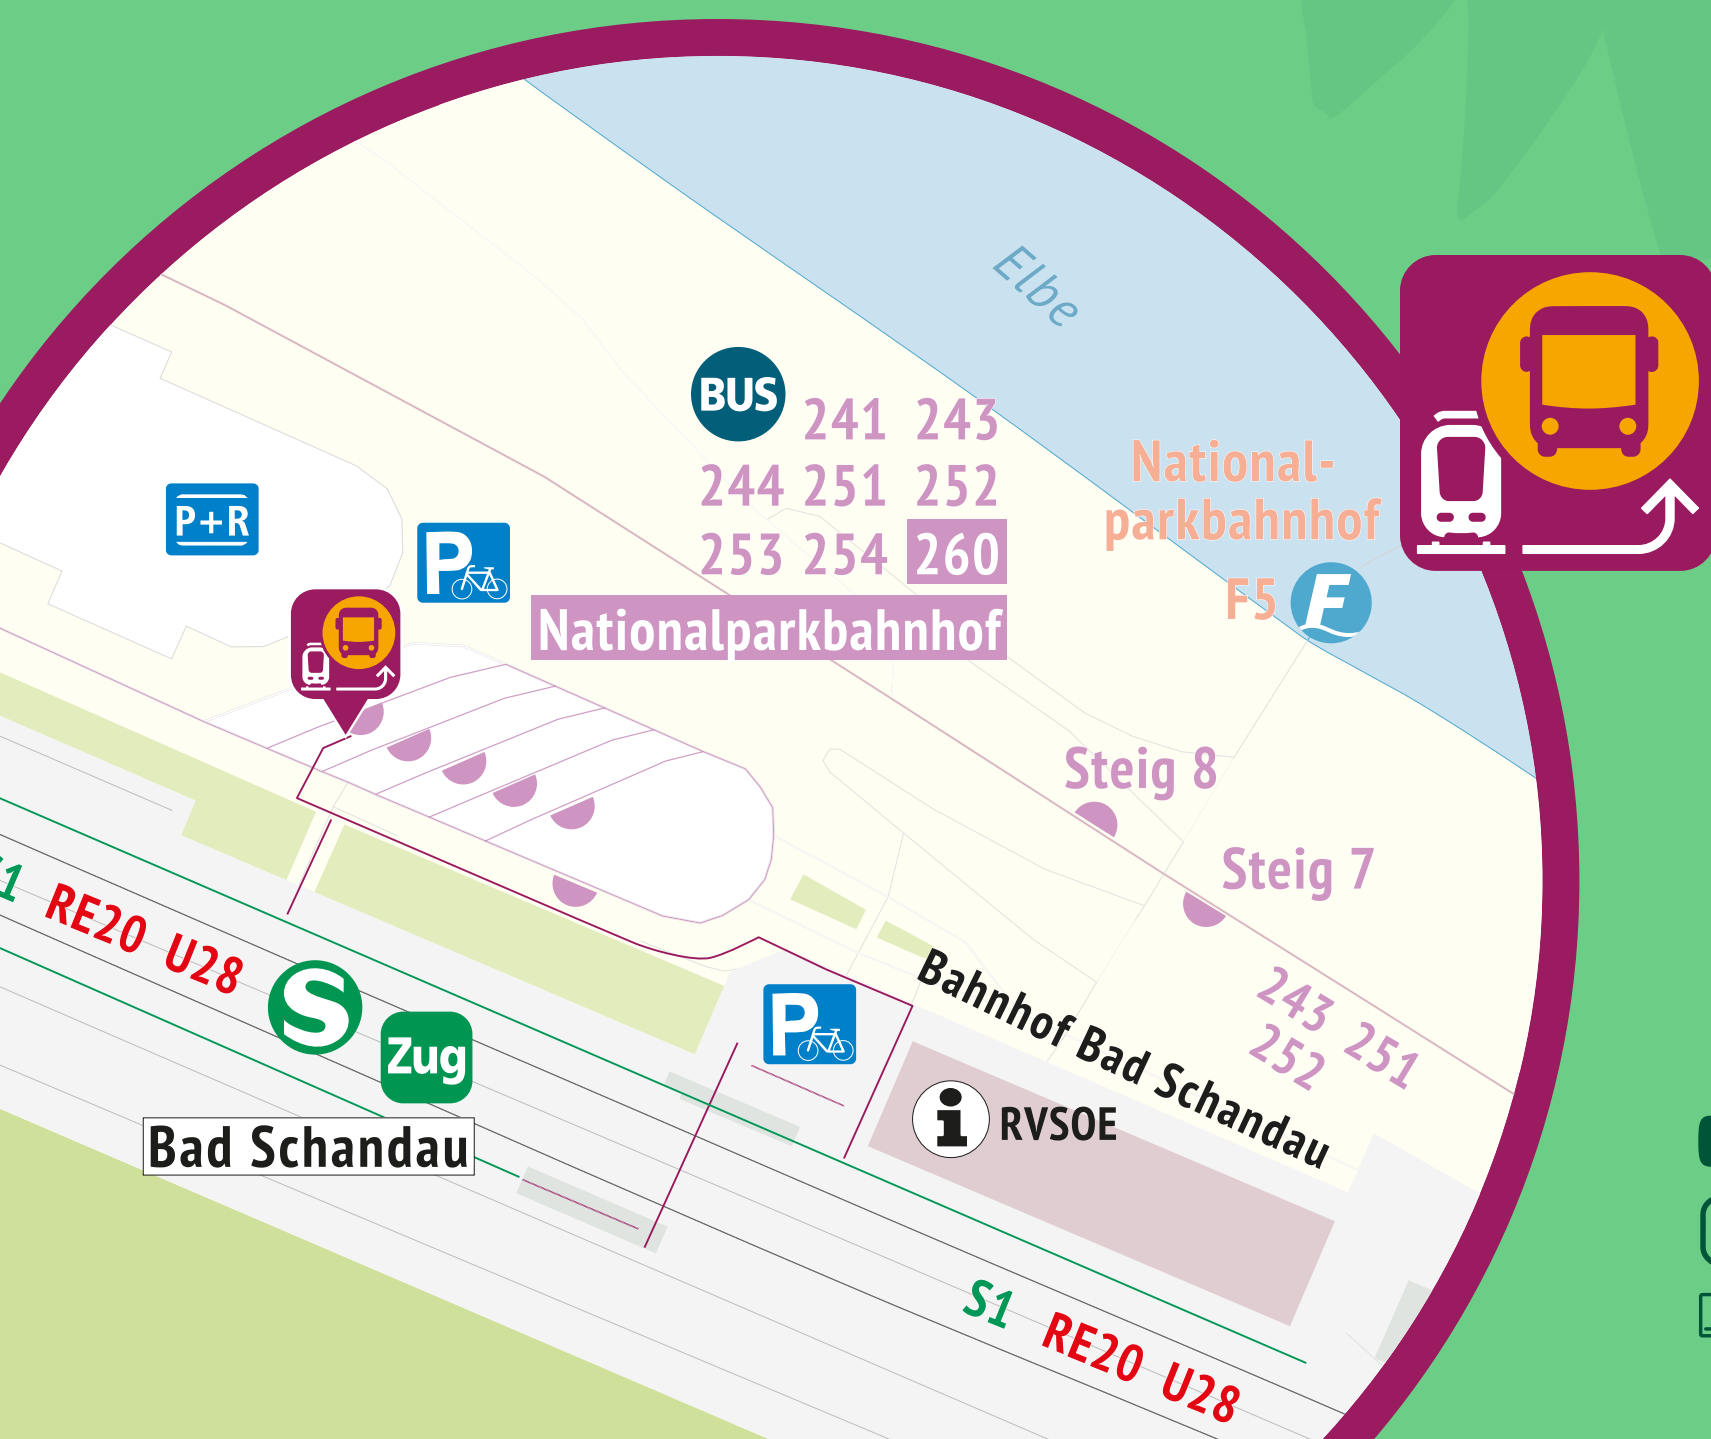 Elbe
BUS 241 243
244 251 252
253 254 260
Nationalparkbahnhof
National-
parkbahnhof
F5 F
P+R
P
Steig 8
Steig 7
243 251
252
RE20 U28
S
Zug
Bad Schandau
P
Bahnhof Bad Schandau
i RVSOE
S1 RE20 U28